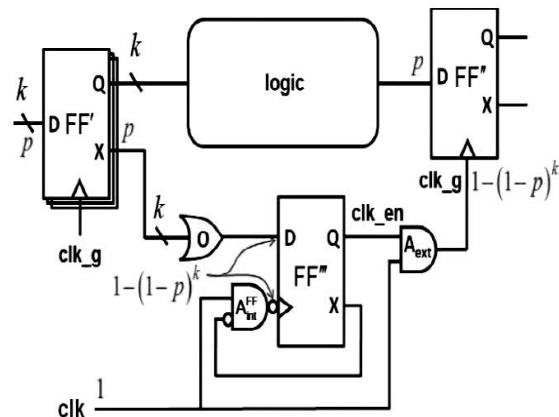 k
Q
k
logic
p
Q
D FF''
X
k
p
D FF'
X
p
clk_g
clk_g
1-(1-p)^k
k
O
D
Q
clk_en
A_ext
FF'''
X
1-(1-p)^k
A_int^FF
clk
1